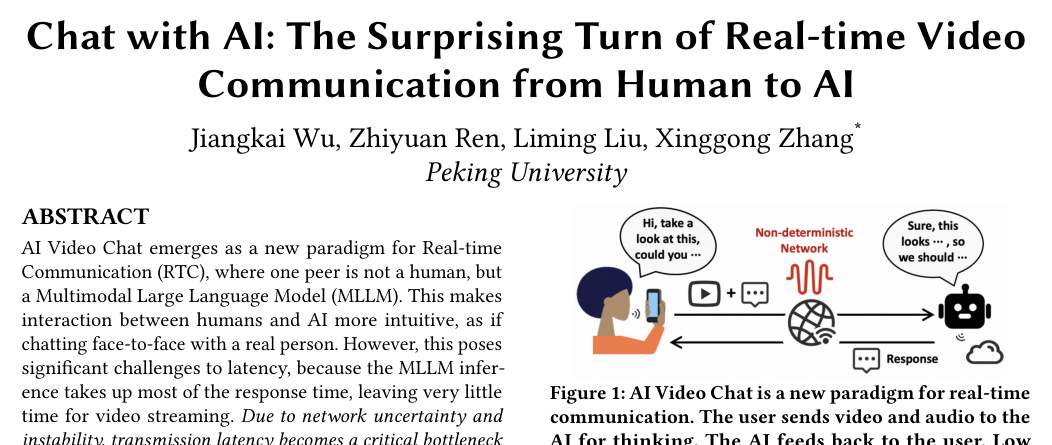 Chat with AI: The Surprising Turn of Real-time Video
Communication from Human to AI
Jiangkai Wu, Zhiyuan Ren, Liming Liu, Xinggong Zhang*
Peking University
ABSTRACT
AI Video Chat emerges as a new paradigm for Real-time
Communication (RTC), where one peer is not a human, but
a Multimodal Large Language Model (MLLM). This makes
interaction between humans and AI more intuitive, as if
chatting face-to-face with a real person. However, this poses
significant challenges to latency, because the MLLM infer-
ence takes up most of the response time, leaving very little
time for video streaming. Due to network uncertainty and
instability, transmission latency becomes a critical bottleneck
Hi, take a
look at this,
could you ···
Non-deterministic
Network
Sure, this
looks ··· , so
we should ···
+
Response
Figure 1: AI Video Chat is a new paradigm for real-time
communication. The user sends video and audio to the
AI for thinking. The AI feeds back to the user. Low